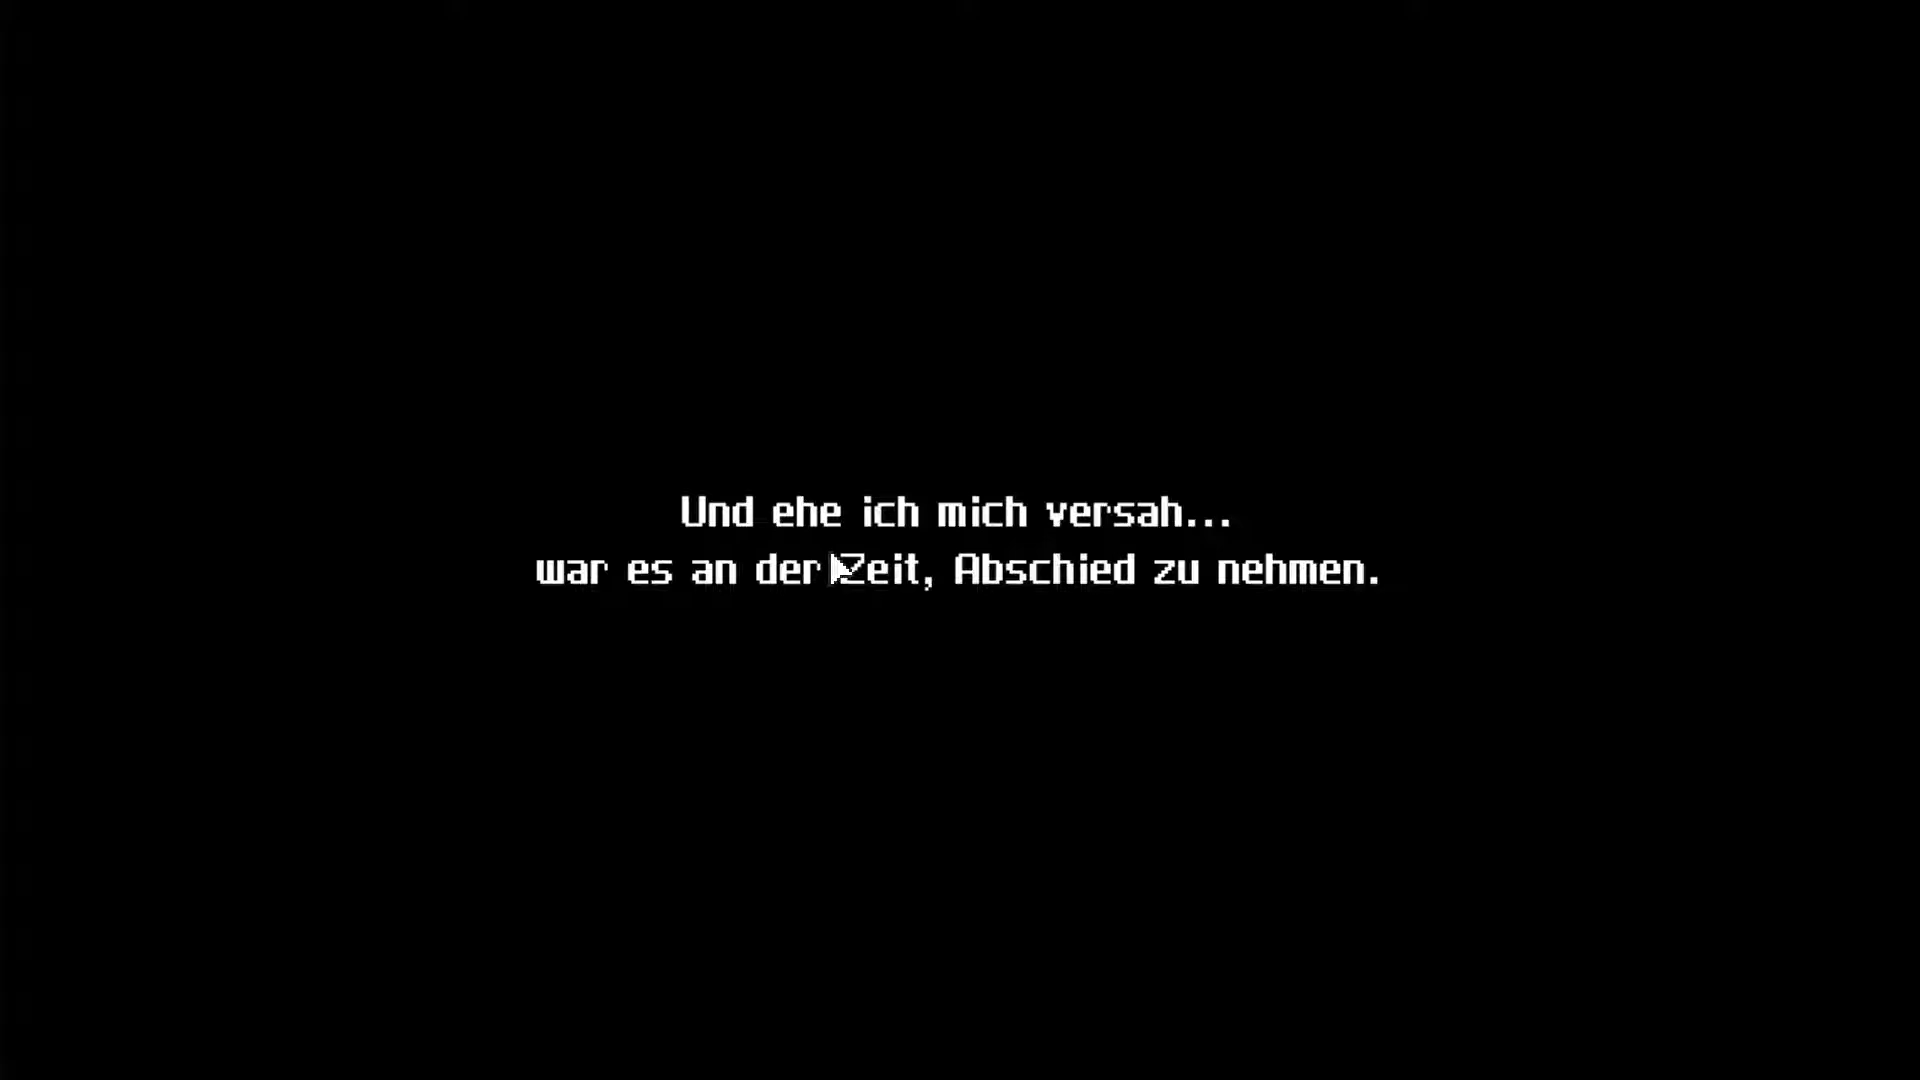 Und ehe ich mich versah...
war es an der Zeit, Abschied zu nehmen.